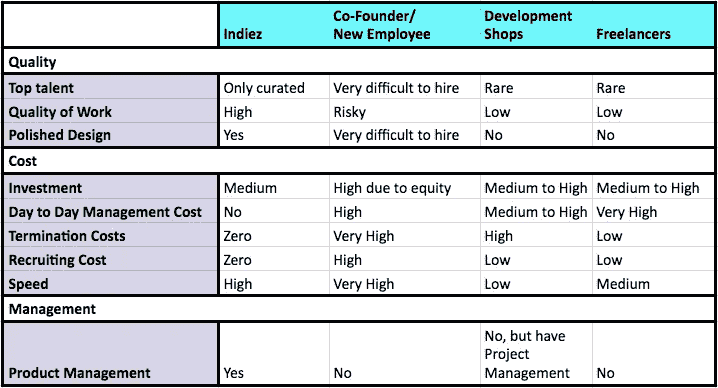 Indiez Co-Founder/ New Employee Development Shops Freelancers
Quality
Top talent Only curated Very difficult to hire Rare Rare
Quality of Work High Risky Low Low
Polished Design Yes Very difficult to hire No No
Cost
Investment Medium High due to equity Medium to High Medium to High
Day to Day Management Cost No High Medium to High Very High
Termination Costs Zero Very High High Low
Recruiting Cost Zero High Low Low
Speed High Very High Low Medium
Management
Product Management Yes No No, but have Project Management No